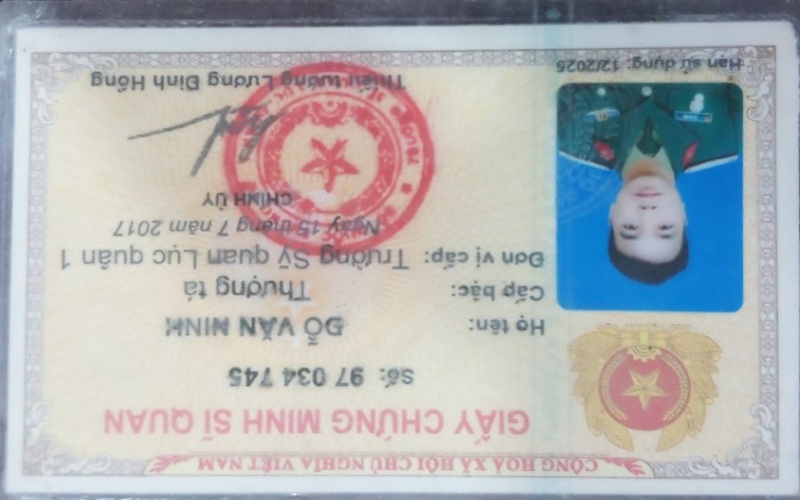 CỘNG HOÀ XÃ HỘI CHỦ NGHĨA VIỆT NAM
GIẤY CHỨNG MINH SĨ QUAN
Số: 97 034 745
Họ tên: ĐỖ VĂN NINH
Cấp bậc: Thượng tá
Đơn vị cấp: Trường Sỹ quan Lục quân 1
Ngày 15 tháng 7 năm 2017
CHÍNH ỦY
Thiếu tướng Lương Đình Hồng
Hạn sử dụng: 12/2025